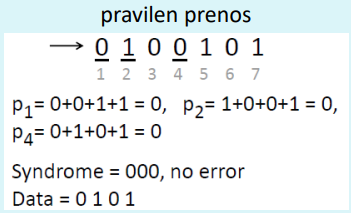 pravilen prenos
→ 0 1 0 0 1 0 1
1 2 3 4 5 6 7
p₁= 0+0+1+1 = 0, p₂= 1+0+0+1 = 0,
p₄= 0+1+0+1 = 0
Syndrome = 000, no error
Data = 0 1 0 1